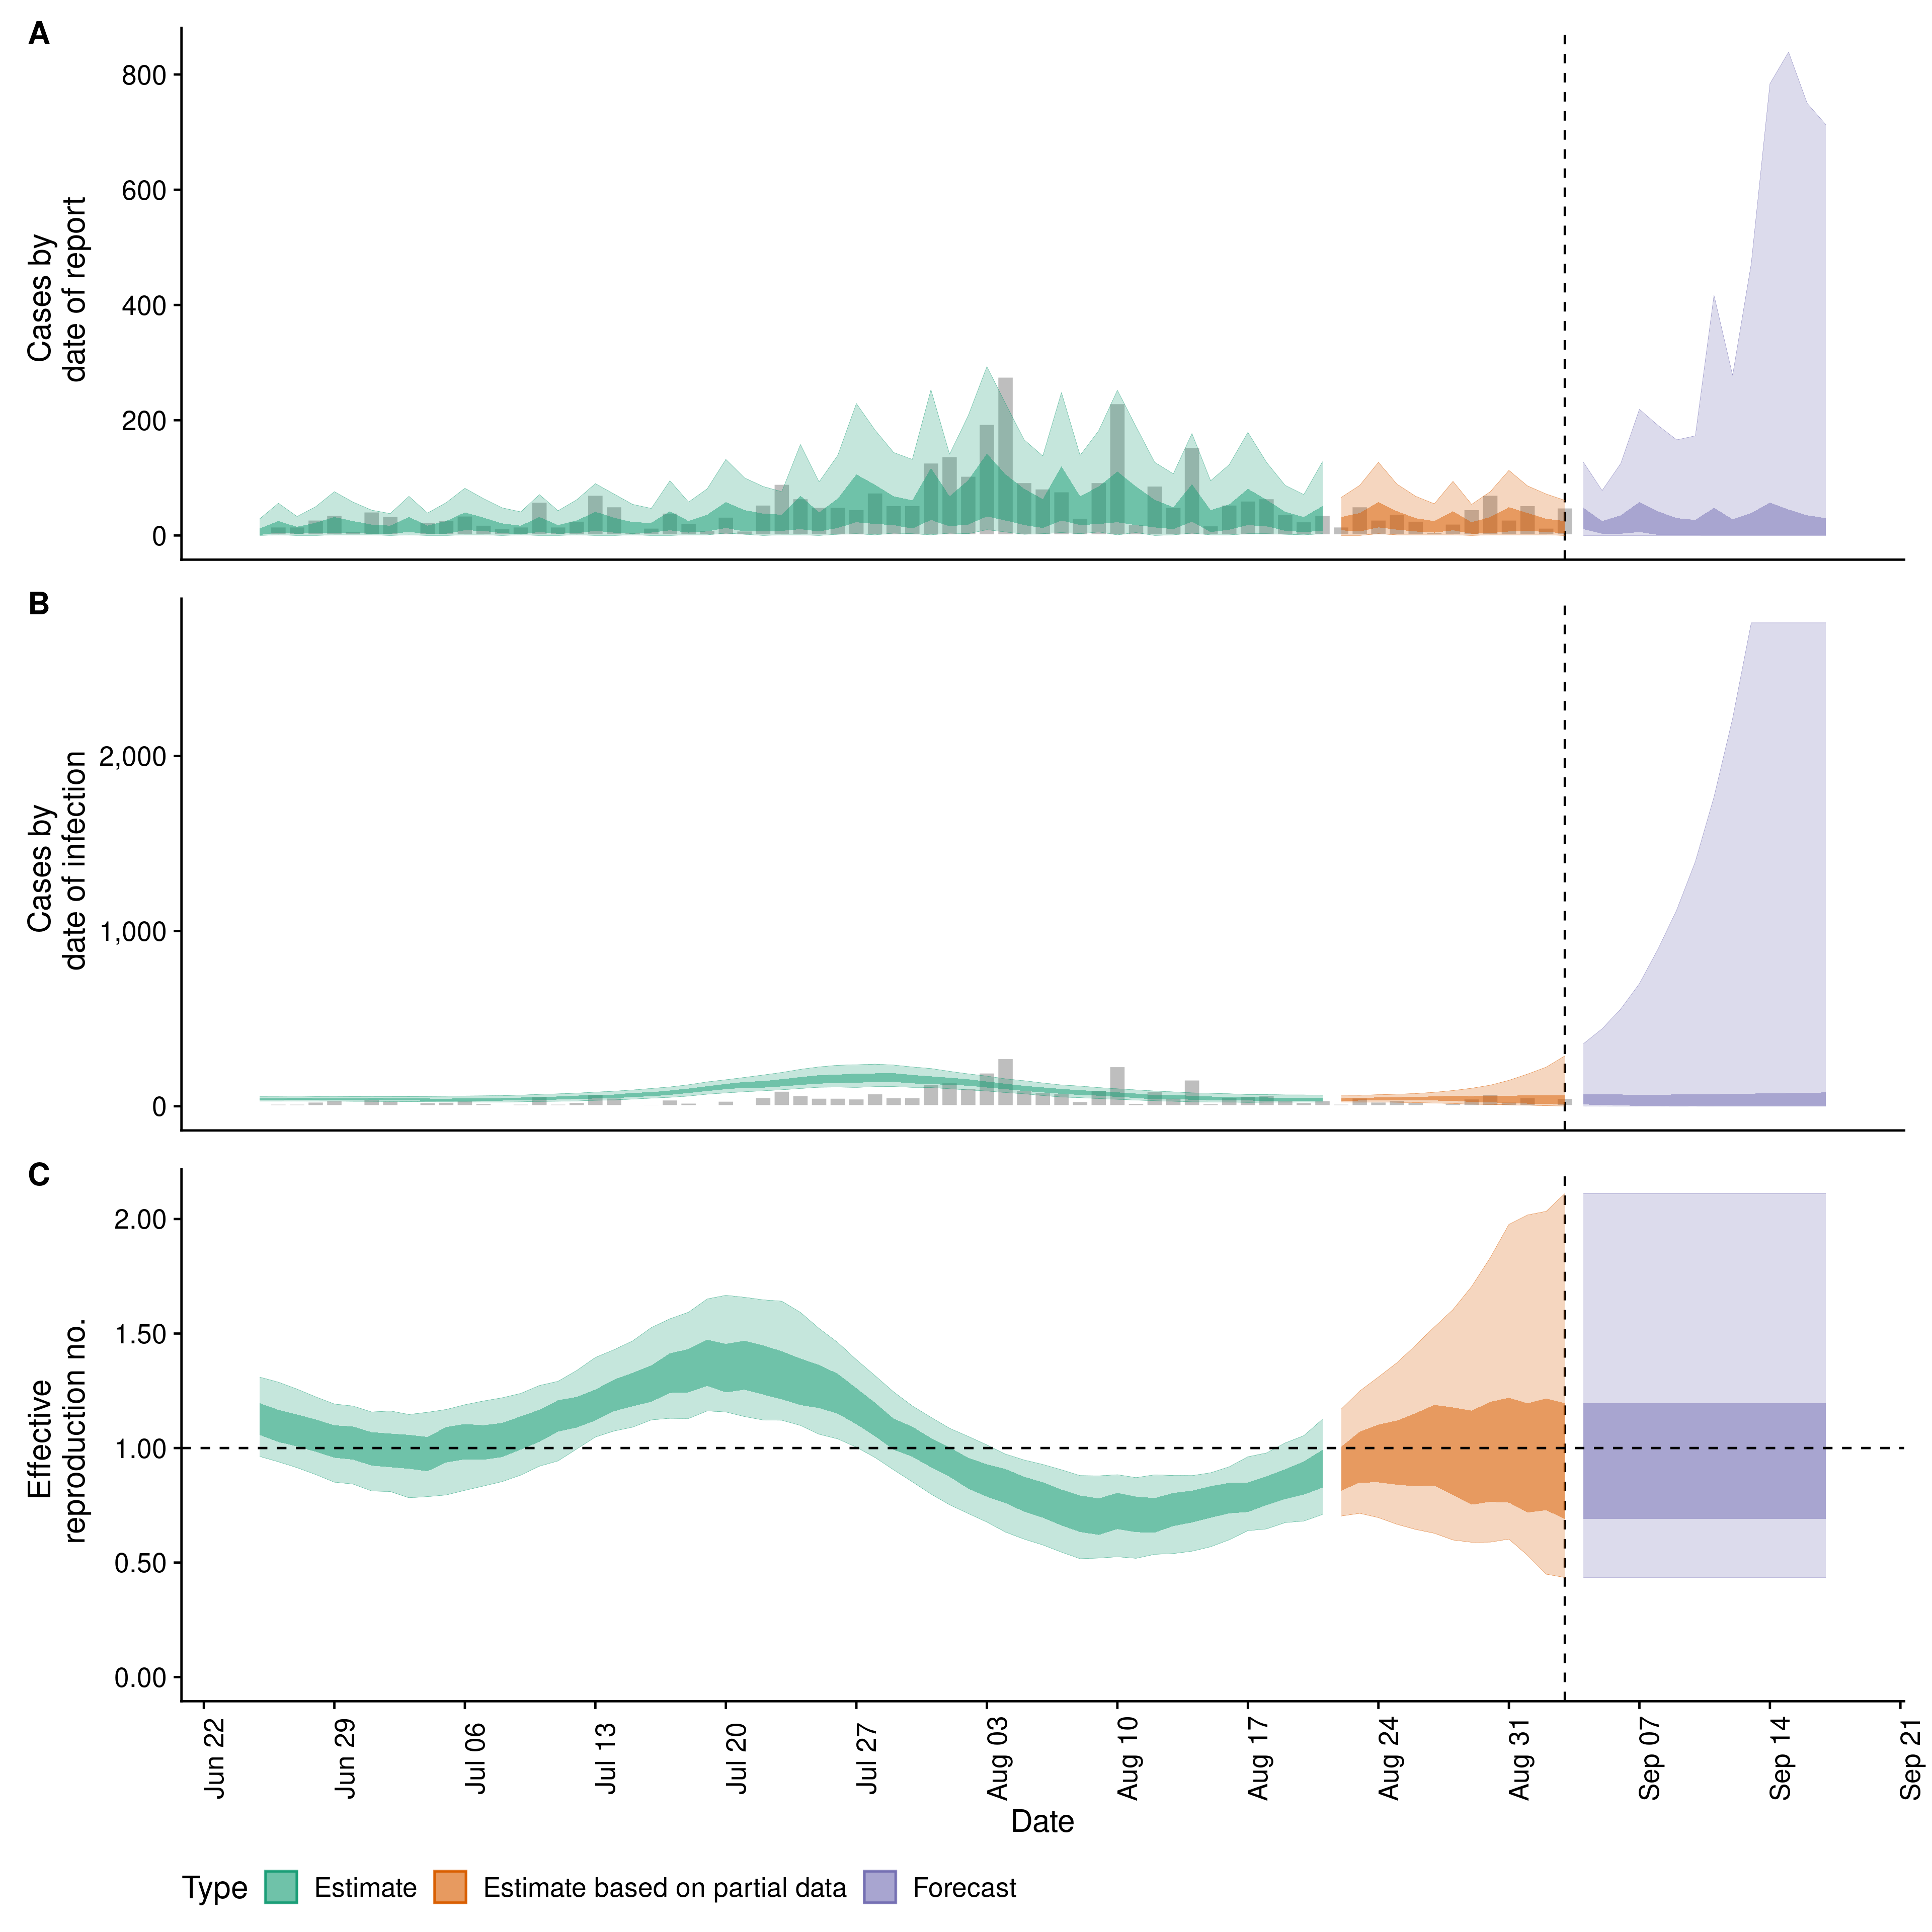 A
Cases by
date of report
800
600
400
200
0
B
Cases by
date of infection
2,000
1,000
0
C
Effective
reproduction no.
2.00
1.50
1.00
0.50
0.00
Jun 22
Jun 29
Jul 06
Jul 13
Jul 20
Jul 27
Aug 03
Aug 10
Aug 17
Aug 24
Aug 31
Sep 07
Sep 14
Sep 21
Date
Type Estimate Estimate based on partial data Forecast